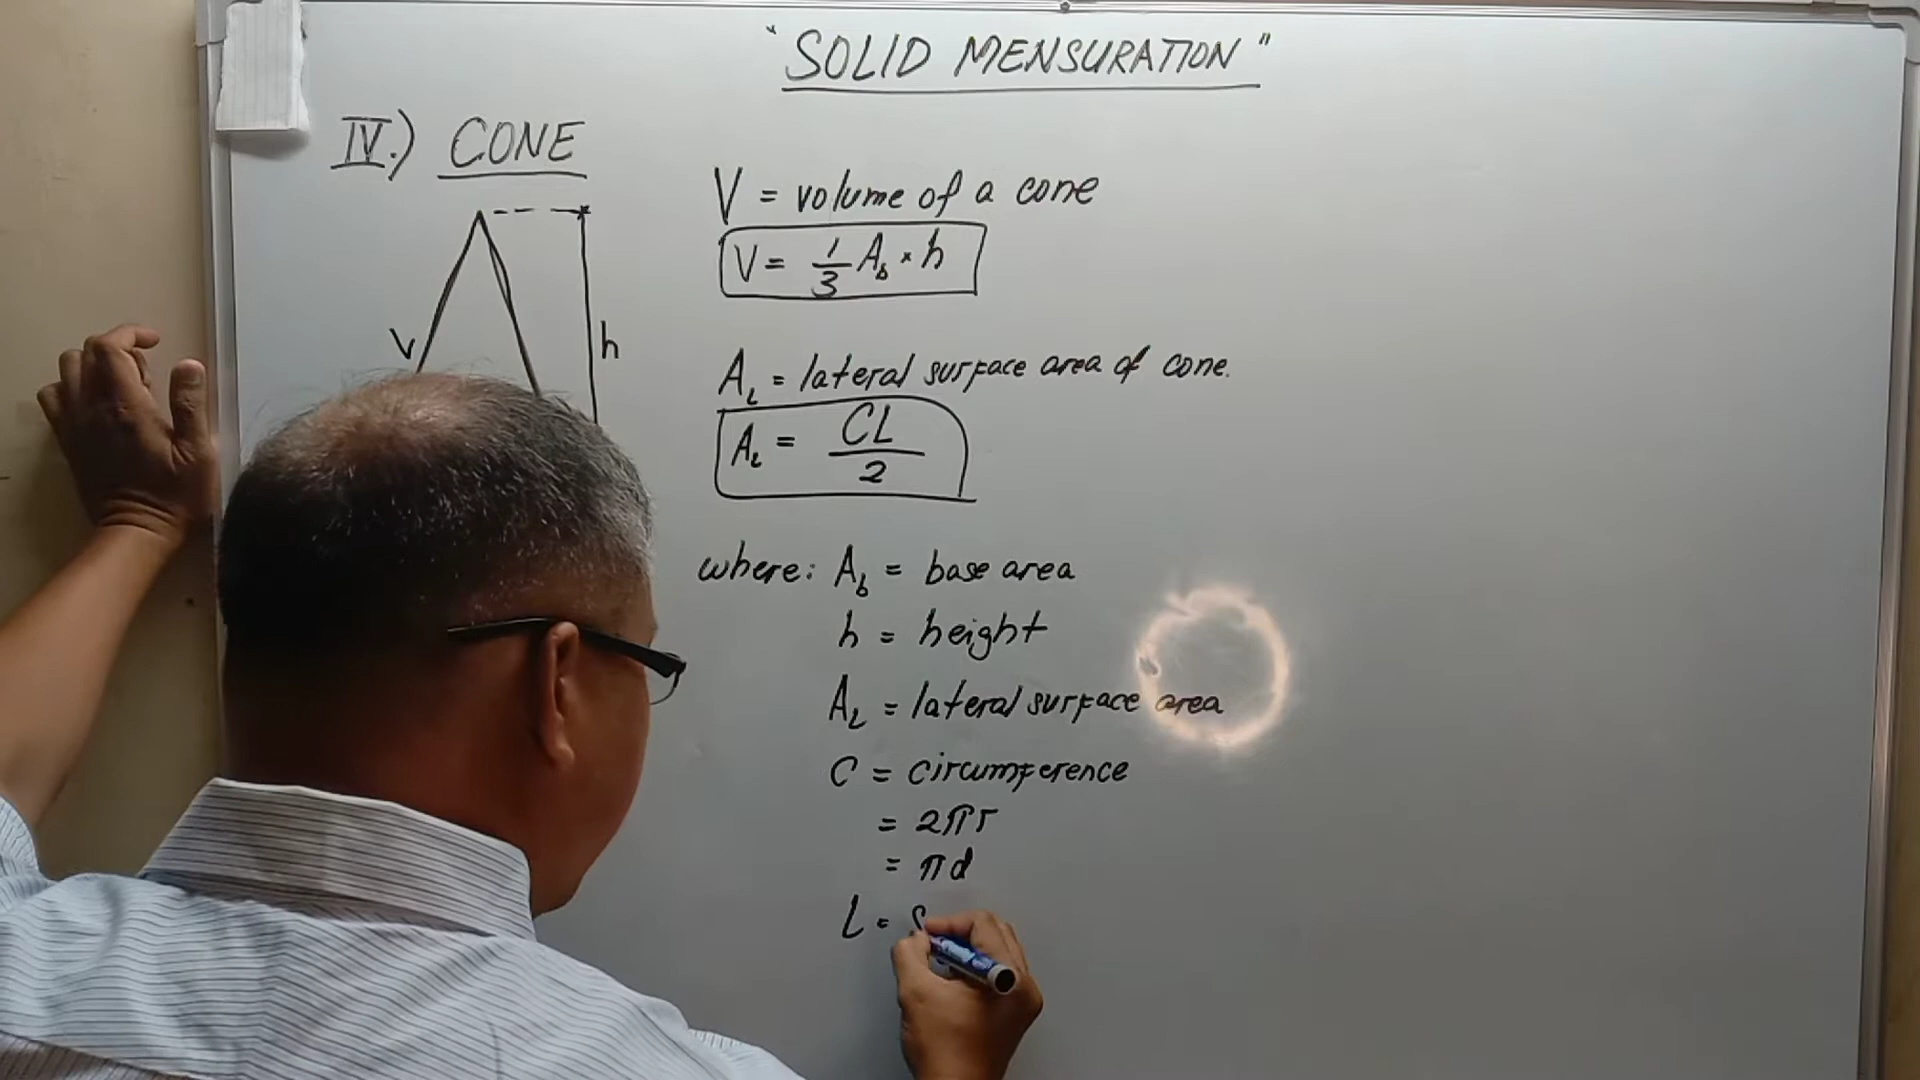 "SOLID MENSURATION"
IV.) CONE
V = volume of a cone
V = 1/3 A_b × h
V
h
A_L = lateral surface area of cone.
A_L = CL/2
where: A_b = base area
h = height
A_L = lateral surface area
C = circumference
= 2πr
= πd
L =